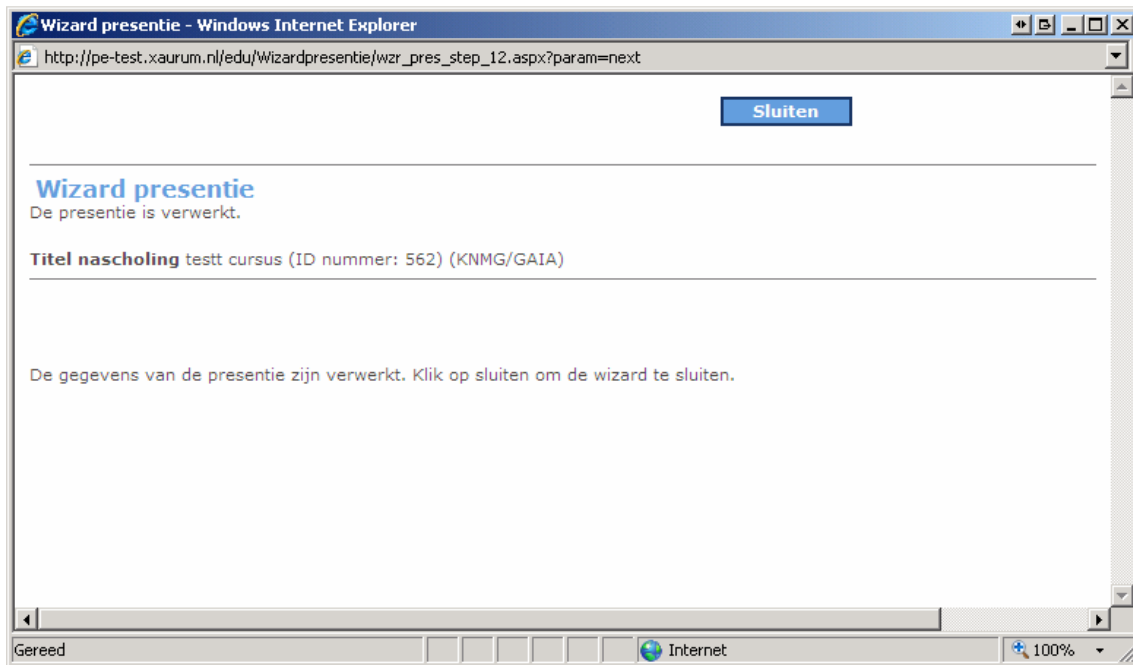 Wizard presentie - Windows Internet Explorer
http://pe-test.xaurum.nl/edu/Wizardpresentie/wzr_pres_step_12.aspx?param=next
Sluiten
Wizard presentie
De presentie is verwerkt.
Titel nascholing testt cursus (ID nummer: 562) (KNMG/GAIA)
De gegevens van de presentie zijn verwerkt. Klik op sluiten om de wizard te sluiten.
Gereed Internet 100%